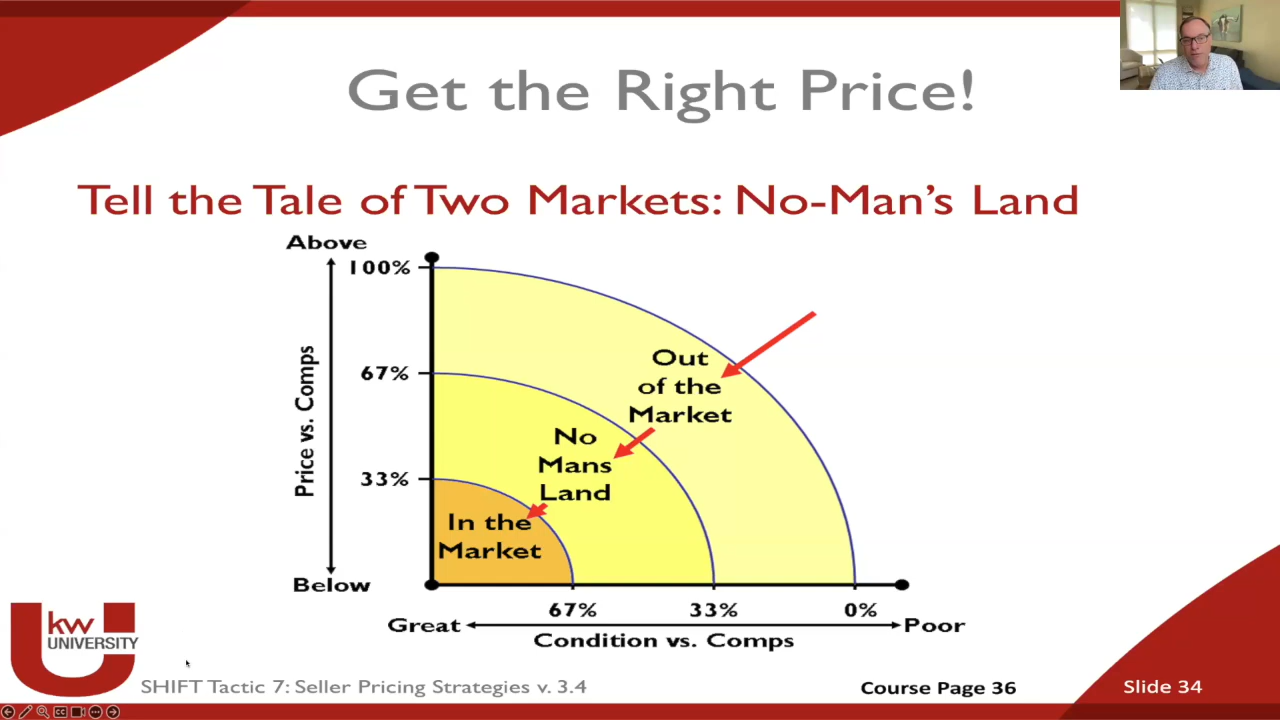 Get the Right Price!
Tell the Tale of Two Markets: No-Man's Land
Above
100%
67%
33%
Below
Price vs. Comps
Out
of the
Market
No
Mans
Land
In the
Market
67%
33%
0%
Great
Poor
Condition vs. Comps
kw
UNIVERSITY
SHIFT Tactic 7: Seller Pricing Strategies v. 3.4
Course Page 36
Slide 34
CC